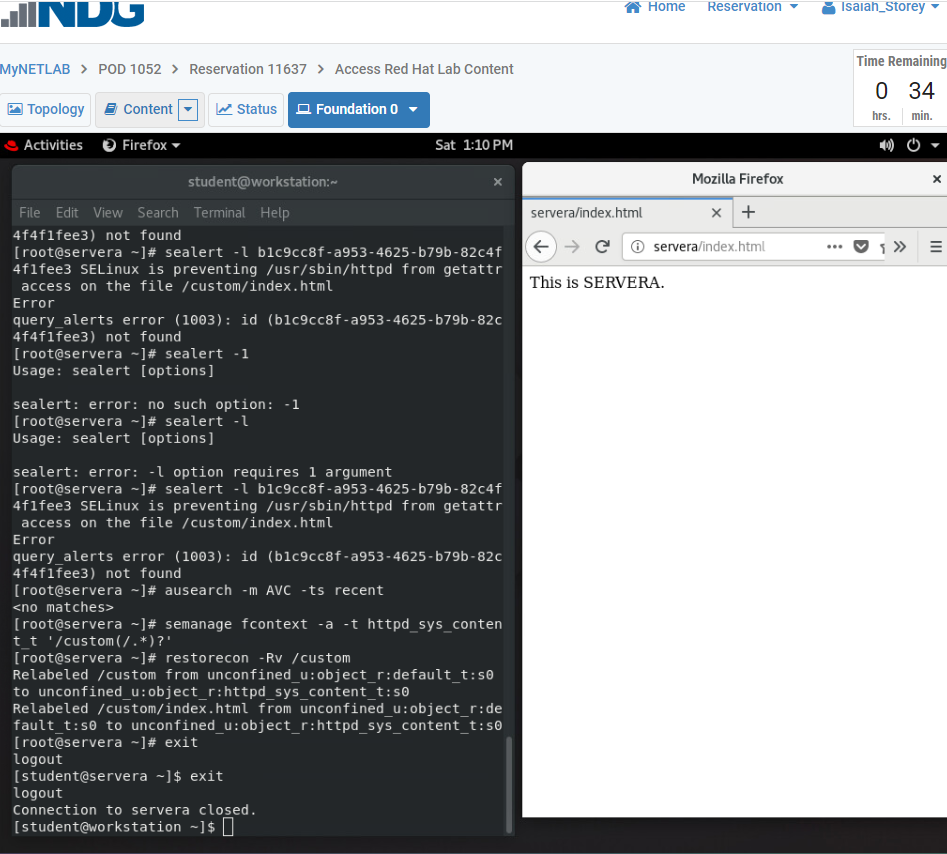 NDG
Home Reservation Isaiah_Storey
MyNETLAB > POD 1052 > Reservation 11637 > Access Red Hat Lab Content
Time Remaining
0 34
hrs. min.
Topology Content Status Foundation 0
Activities Firefox Sat 1:10 PM
student@workstation:~
File Edit View Search Terminal Help
4f4f1fee3) not found
[root@servera ~]# sealert -l b1c9cc8f-a953-4625-b79b-82c4f
4f1fee3 SELinux is preventing /usr/sbin/httpd from getattr
access on the file /custom/index.html
Error
query_alerts error (1003): id (b1c9cc8f-a953-4625-b79b-82c
4f4f1fee3) not found
[root@servera ~]# sealert -1
Usage: sealert [options]
sealert: error: no such option: -1
[root@servera ~]# sealert -l
Usage: sealert [options]
sealert: error: -l option requires 1 argument
[root@servera ~]# sealert -l b1c9cc8f-a953-4625-b79b-82c4f
4f1fee3 SELinux is preventing /usr/sbin/httpd from getattr
access on the file /custom/index.html
Error
query_alerts error (1003): id (b1c9cc8f-a953-4625-b79b-82c
4f4f1fee3) not found
[root@servera ~]# ausearch -m AVC -ts recent
<no matches>
[root@servera ~]# semanage fcontext -a -t httpd_sys_conten
t_t '/custom(/.*)?'
[root@servera ~]# restorecon -Rv /custom
Relabeled /custom from unconfined_u:object_r:default_t:s0
to unconfined_u:object_r:httpd_sys_content_t:s0
Relabeled /custom/index.html from unconfined_u:object_r:de
fault_t:s0 to unconfined_u:object_r:httpd_sys_content_t:s0
[root@servera ~]# exit
logout
[student@servera ~]$ exit
logout
Connection to servera closed.
[student@workstation ~]$
Mozilla Firefox
servera/index.html
servera/index.html
This is SERVERA.